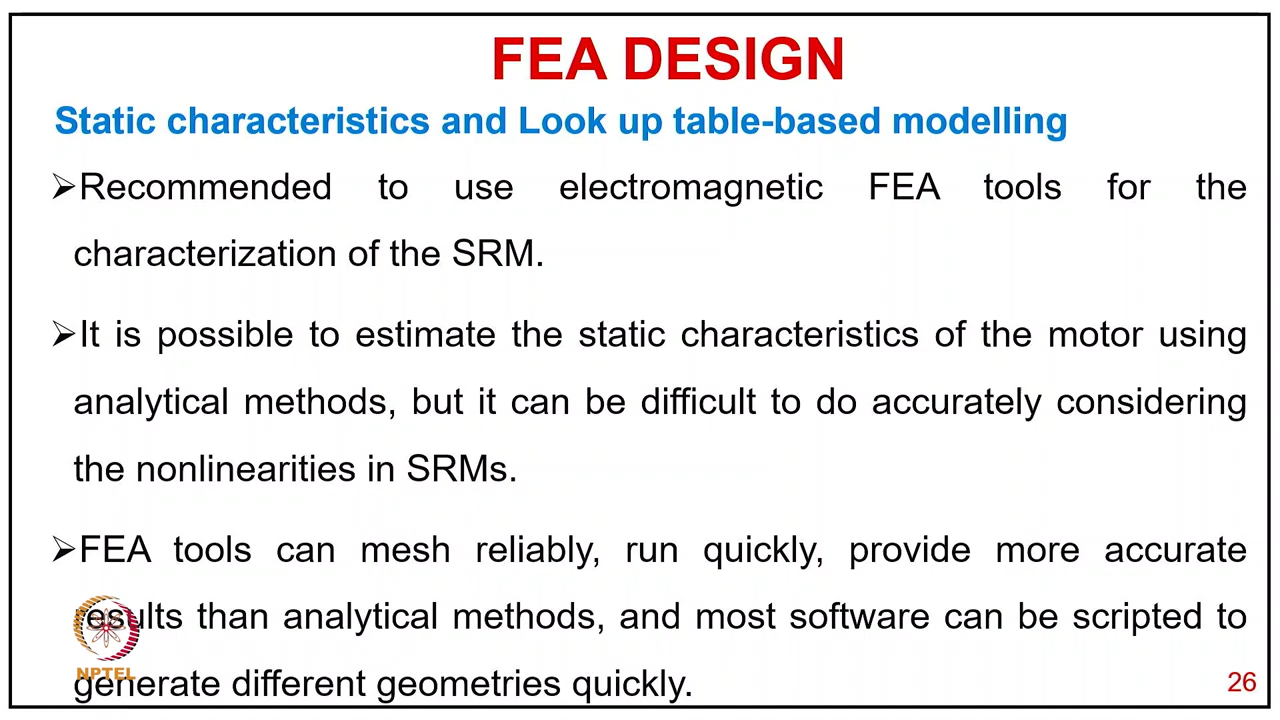 FEA DESIGN
Static characteristics and Look up table-based modelling
➢Recommended to use electromagnetic FEA tools for the
characterization of the SRM.
➢It is possible to estimate the static characteristics of the motor using
analytical methods, but it can be difficult to do accurately considering
the nonlinearities in SRMs.
➢FEA tools can mesh reliably, run quickly, provide more accurate
results than analytical methods, and most software can be scripted to
generate different geometries quickly.
NPTEL
26